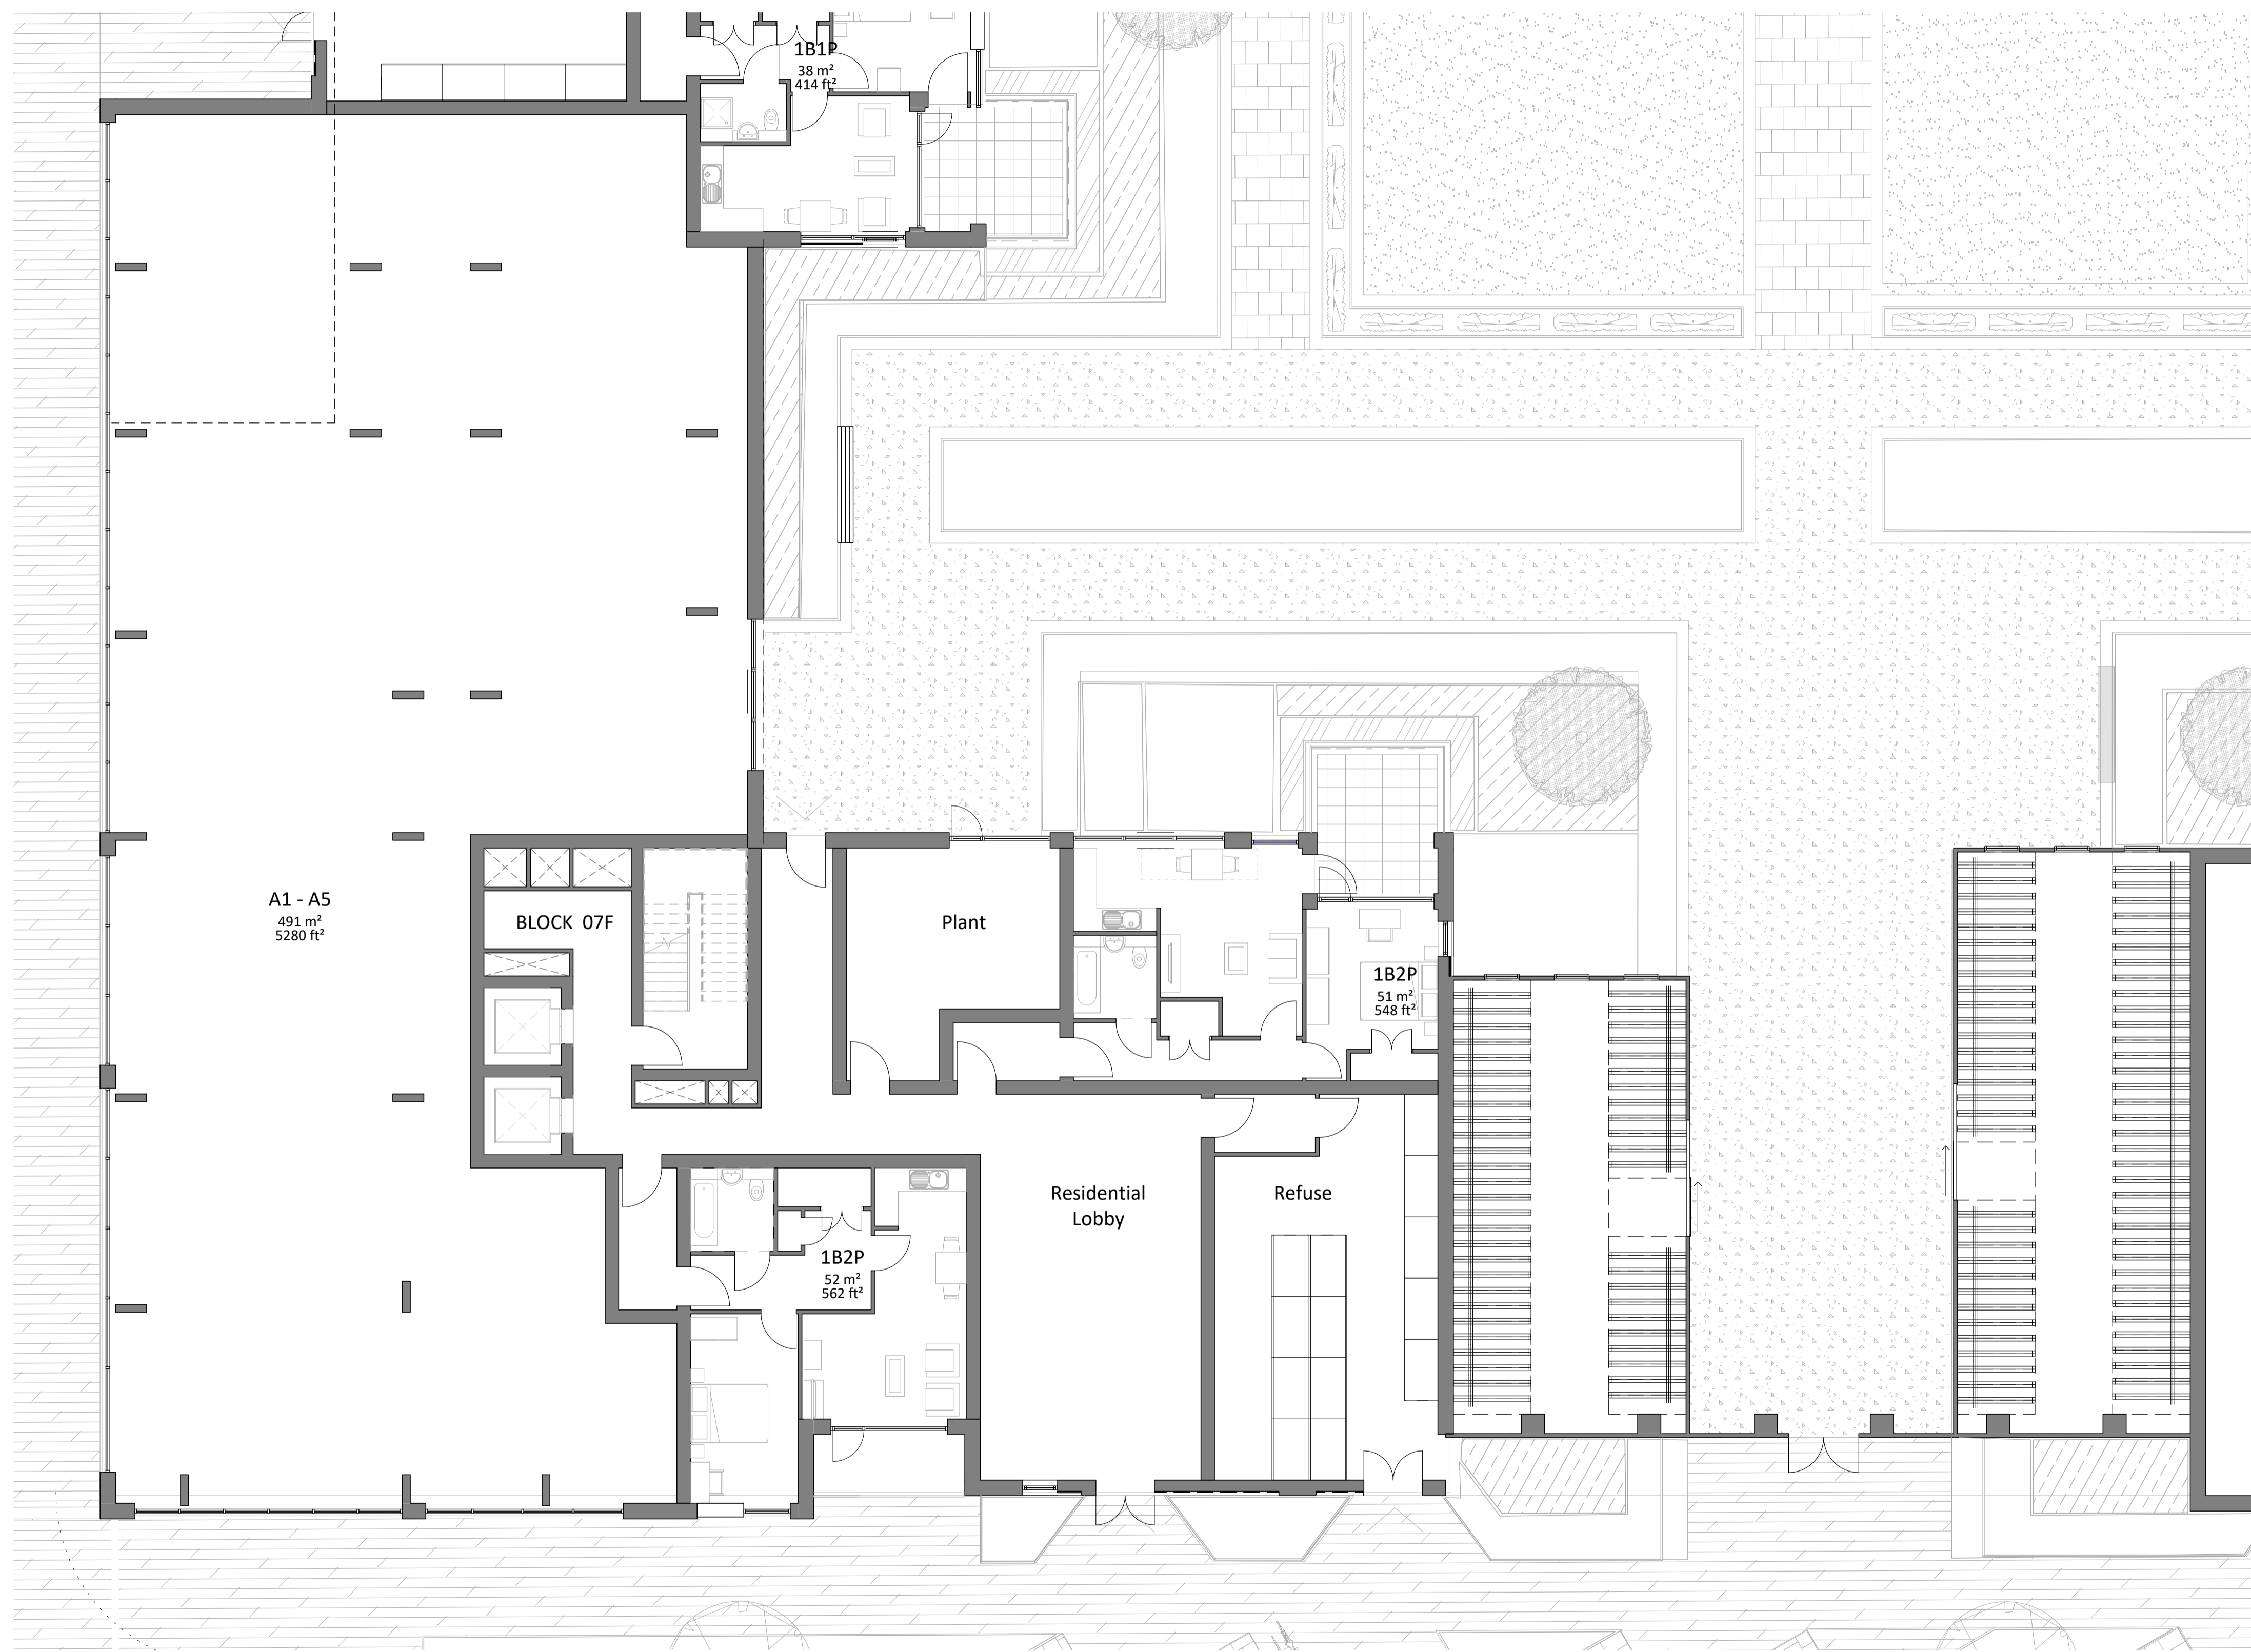 1B1P
38 m²
414 ft²
A1 - A5
491 m²
5280 ft²
BLOCK 07F
Plant
1B2P
51 m²
548 ft²
Residential
Lobby
Refuse
1B2P
52 m²
562 ft²